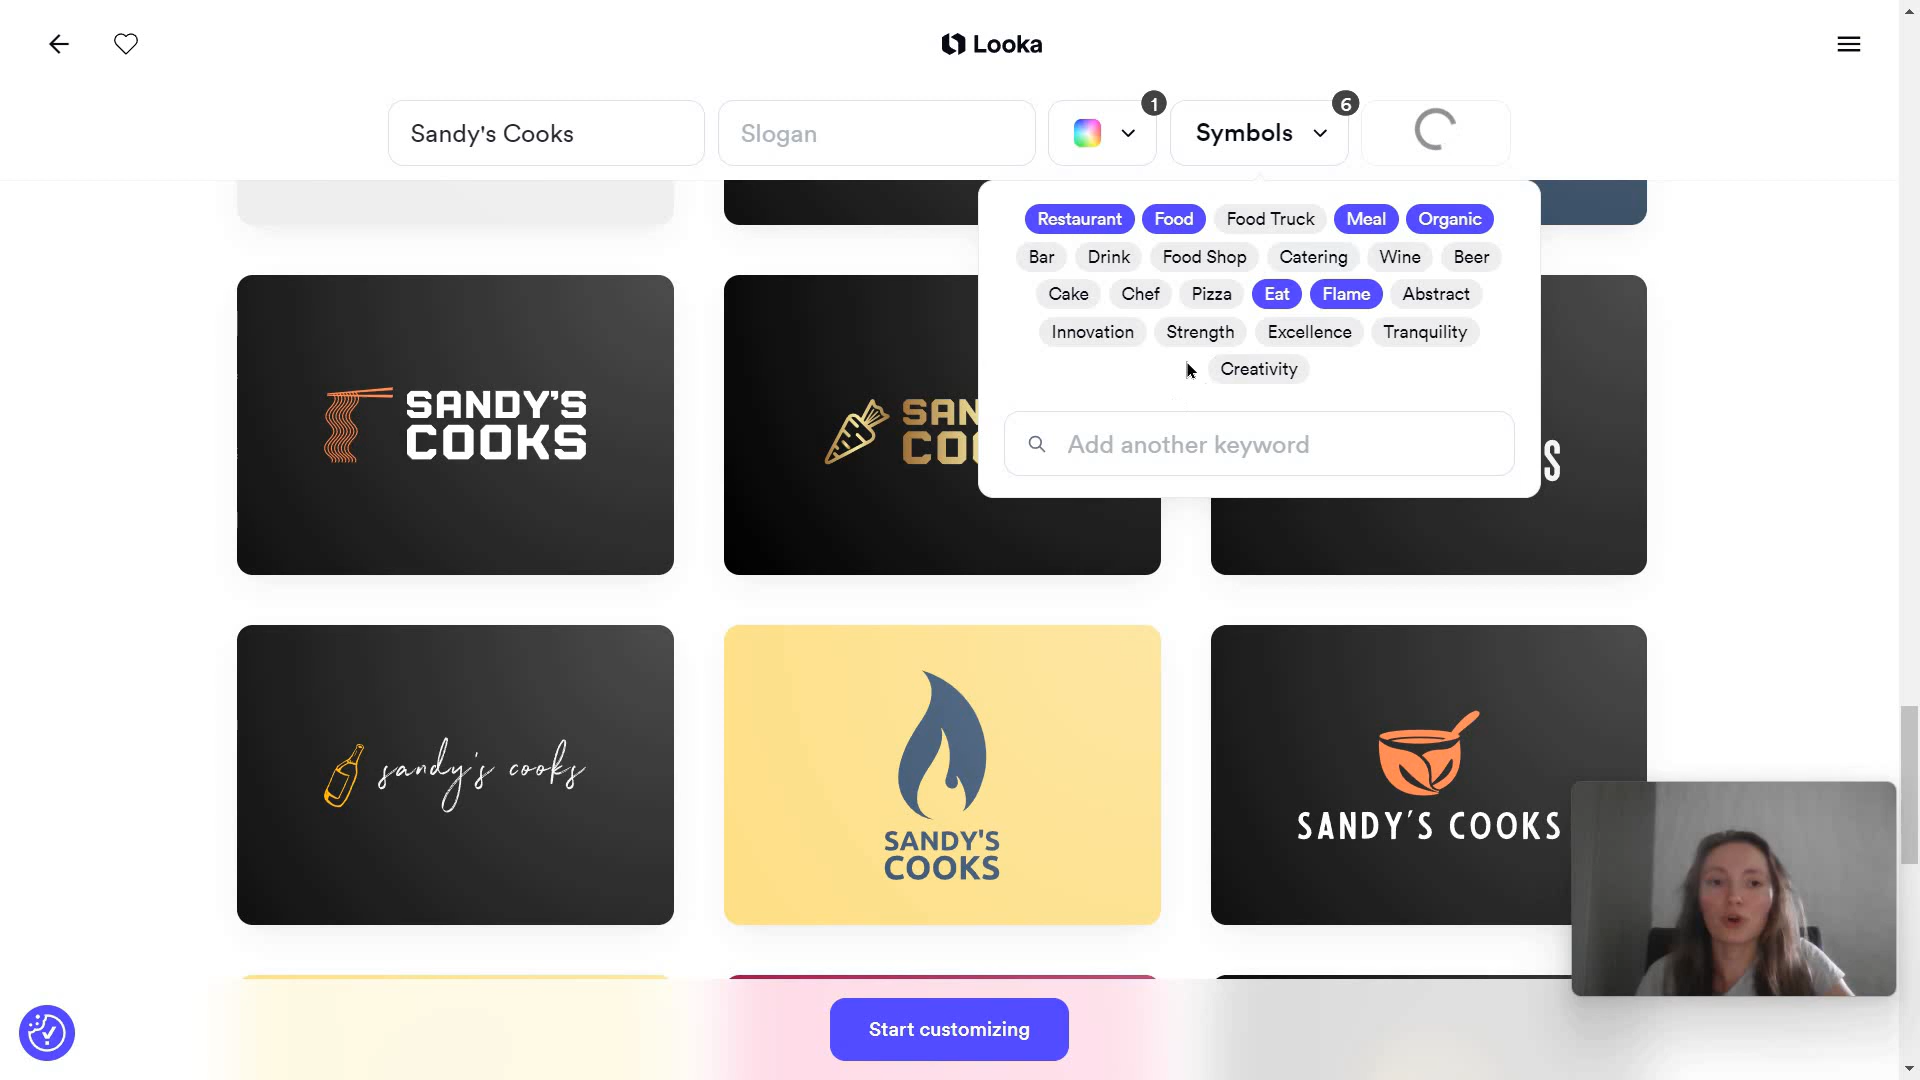 Looka
1
6
Sandy's Cooks
Slogan
Symbols
Restaurant Food Food Truck Meal Organic
Bar Drink Food Shop Catering Wine Beer
Cake Chef Pizza Eat Flame Abstract
Innovation Strength Excellence Tranquility
Creativity
Add another keyword
SANDY'S
COOKS
SAN
COO
S
sandy's cooks
SANDY'S
COOKS
SANDY'S COOKS
Start customizing